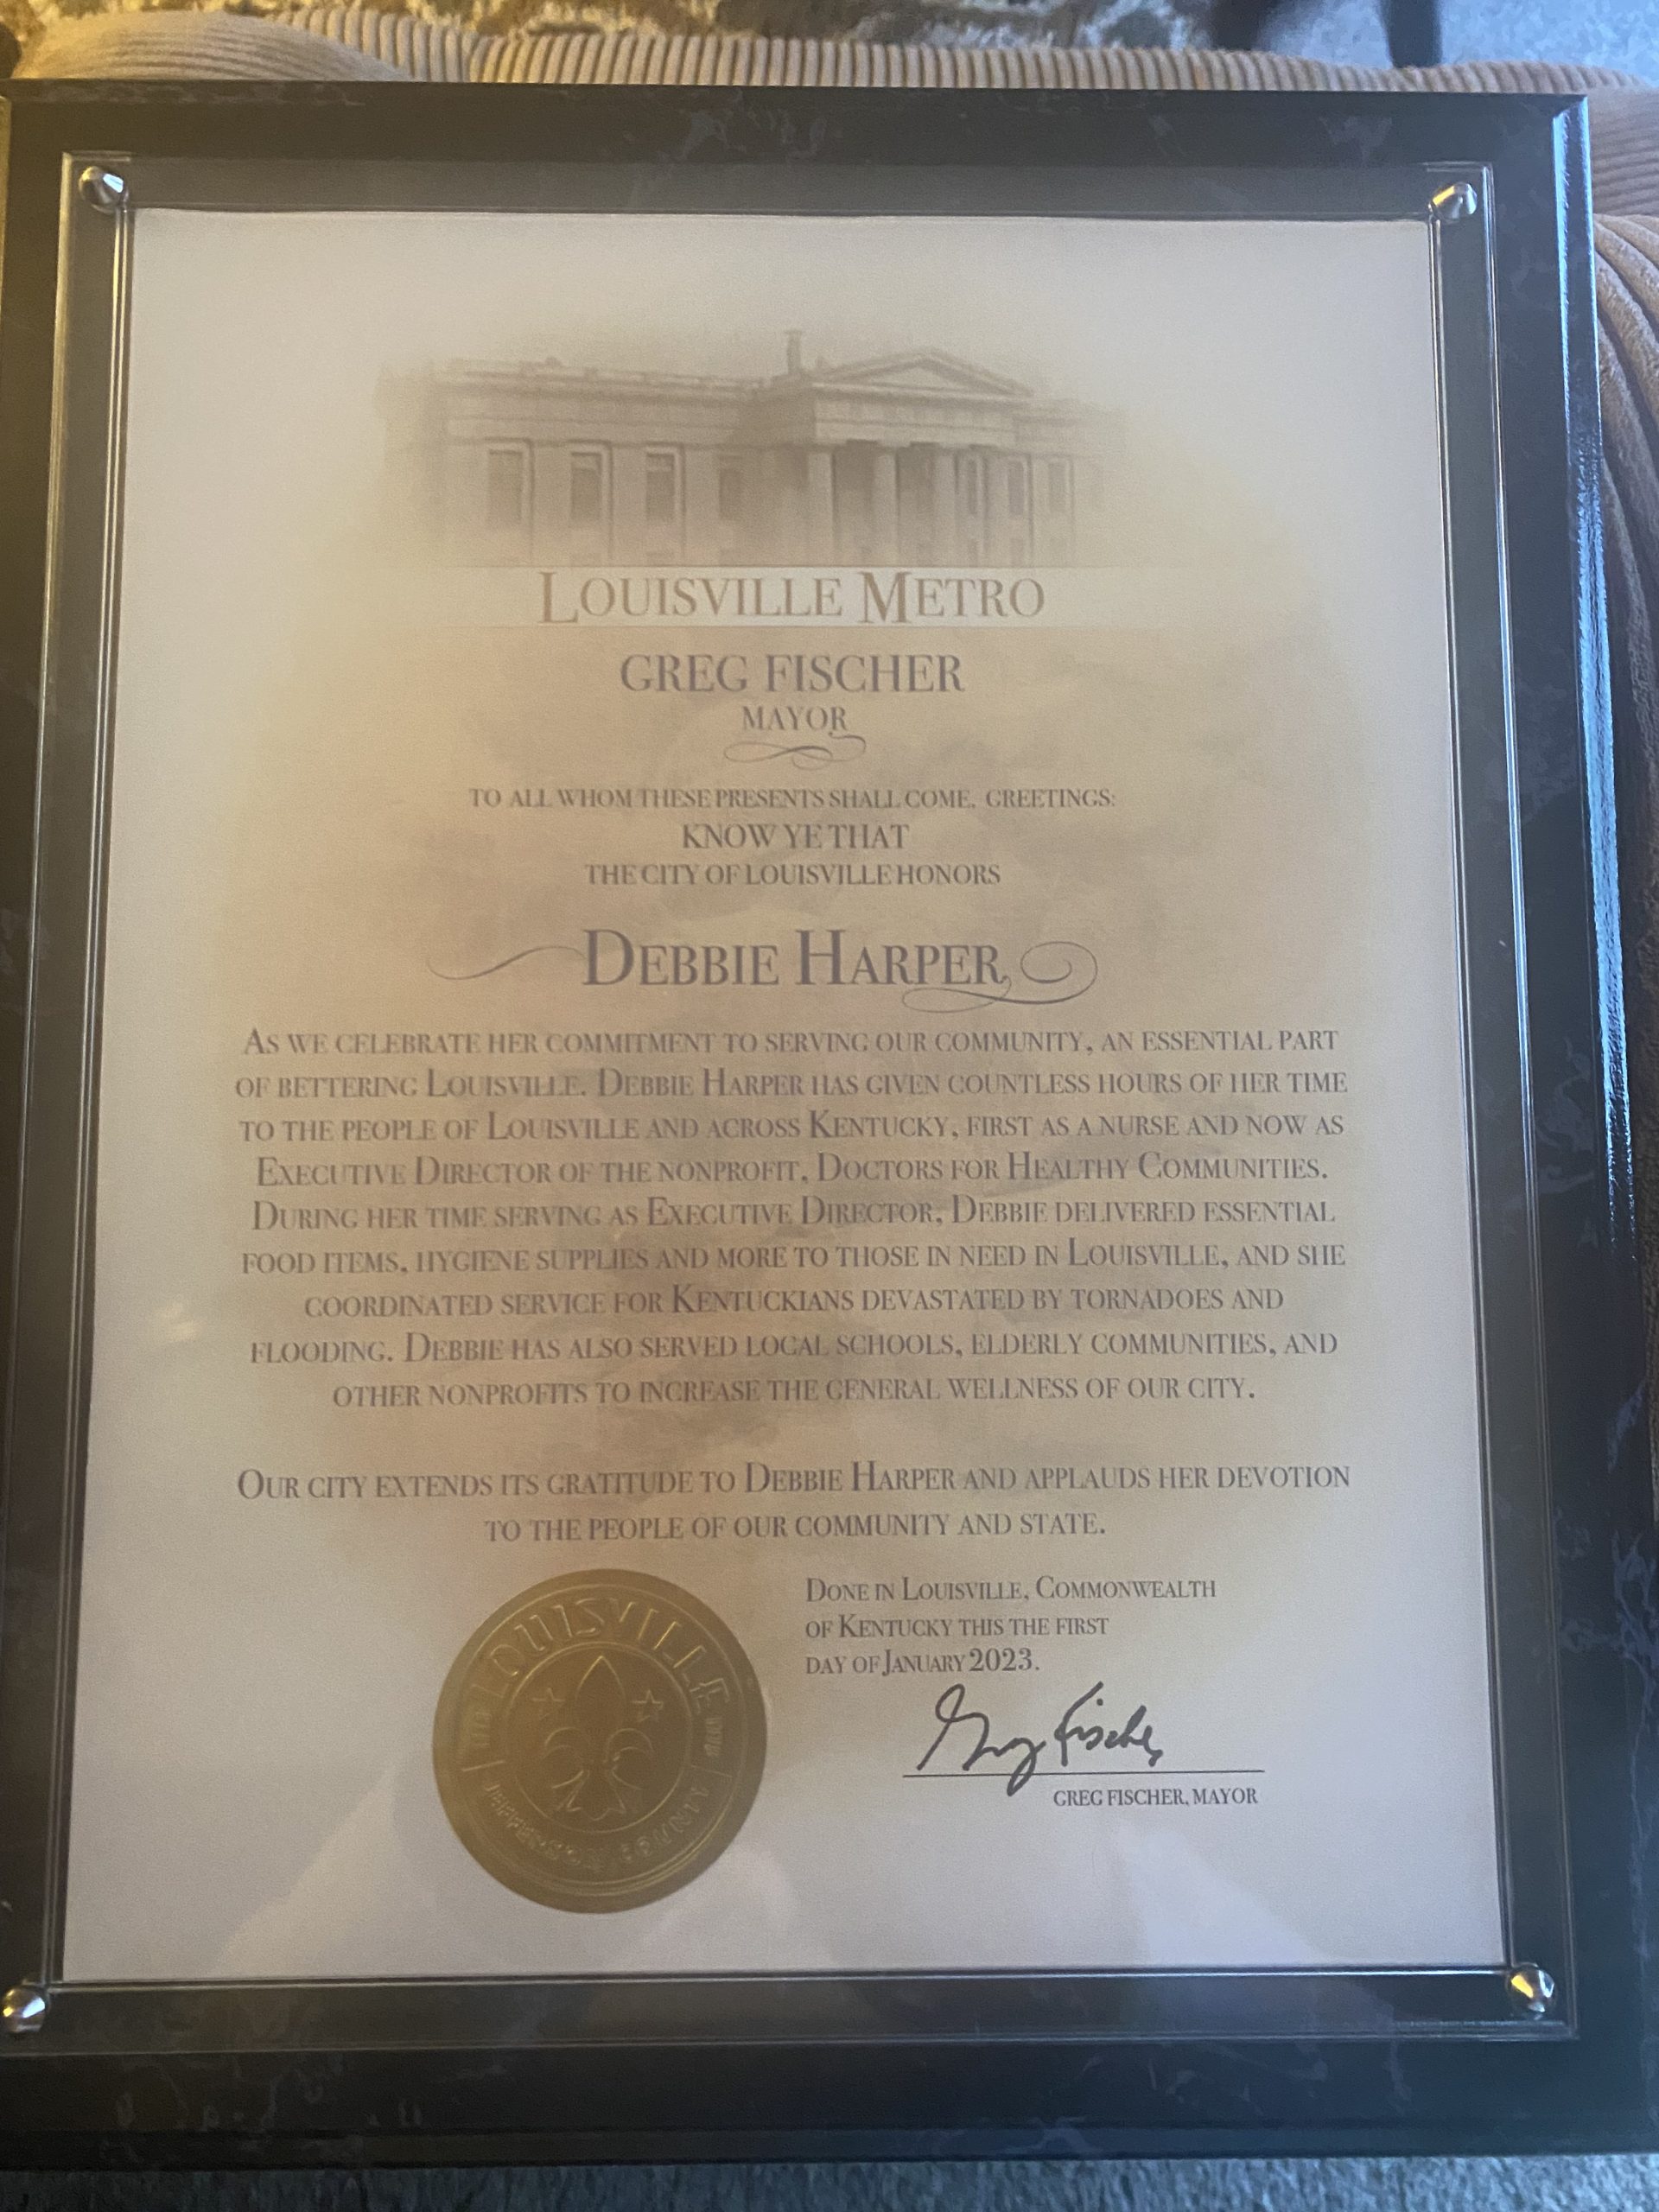 LOUISVILLE METRO
GREG FISCHER
MAYOR
TO ALL WHOM THESE PRESENTS SHALL COME, GREETINGS:
KNOW YE THAT
THE CITY OF LOUISVILLE HONORS
DEBBIE HARPER
AS WE CELEBRATE HER COMMITMENT TO SERVING OUR COMMUNITY, AN ESSENTIAL PART
OF BETTERING LOUISVILLE. DEBBIE HARPER HAS GIVEN COUNTLESS HOURS OF HER TIME
TO THE PEOPLE OF LOUISVILLE AND ACROSS KENTUCKY, FIRST AS A NURSE AND NOW AS
EXECUTIVE DIRECTOR OF THE NONPROFIT, DOCTORS FOR HEALTHY COMMUNITIES.
DURING HER TIME SERVING AS EXECUTIVE DIRECTOR, DEBBIE DELIVERED ESSENTIAL
FOOD ITEMS, HYGIENE SUPPLIES AND MORE TO THOSE IN NEED IN LOUISVILLE, AND SHE
COORDINATED SERVICE FOR KENTUCKIANS DEVASTATED BY TORNADOES AND
FLOODING. DEBBIE HAS ALSO SERVED LOCAL SCHOOLS, ELDERLY COMMUNITIES, AND
OTHER NONPROFITS TO INCREASE THE GENERAL WELLNESS OF OUR CITY.
OUR CITY EXTENDS ITS GRATITUDE TO DEBBIE HARPER AND APPLAUDS HER DEVOTION
TO THE PEOPLE OF OUR COMMUNITY AND STATE.
DONE IN LOUISVILLE, COMMONWEALTH
OF KENTUCKY THIS THE FIRST
DAY OF JANUARY 2023.
Greg Fischer
GREG FISCHER, MAYOR
LOUISVILLE
JEFFERSON COUNTY